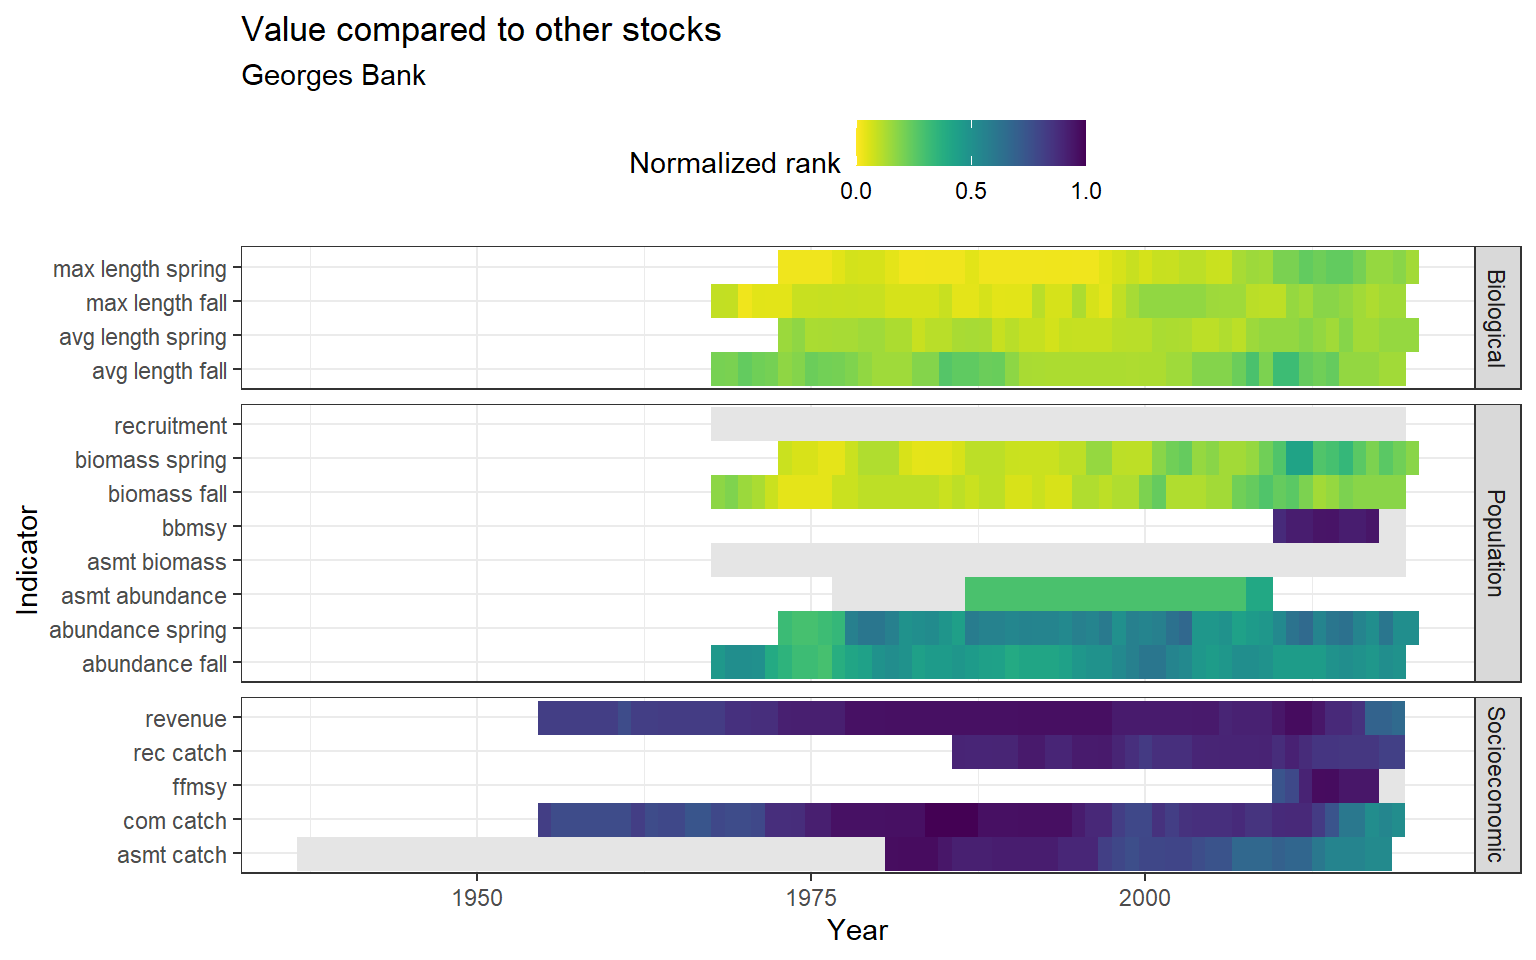 Value compared to other stocks
Georges Bank
Normalized rank
0.0 0.5 1.0
max length spring
max length fall
avg length spring
avg length fall
Biological
recruitment
biomass spring
biomass fall
bbmsy
asmt biomass
asmt abundance
abundance spring
abundance fall
Population
revenue
rec catch
ffmsy
com catch
asmt catch
Socioeconomic
Indicator
1950 1975 2000
Year